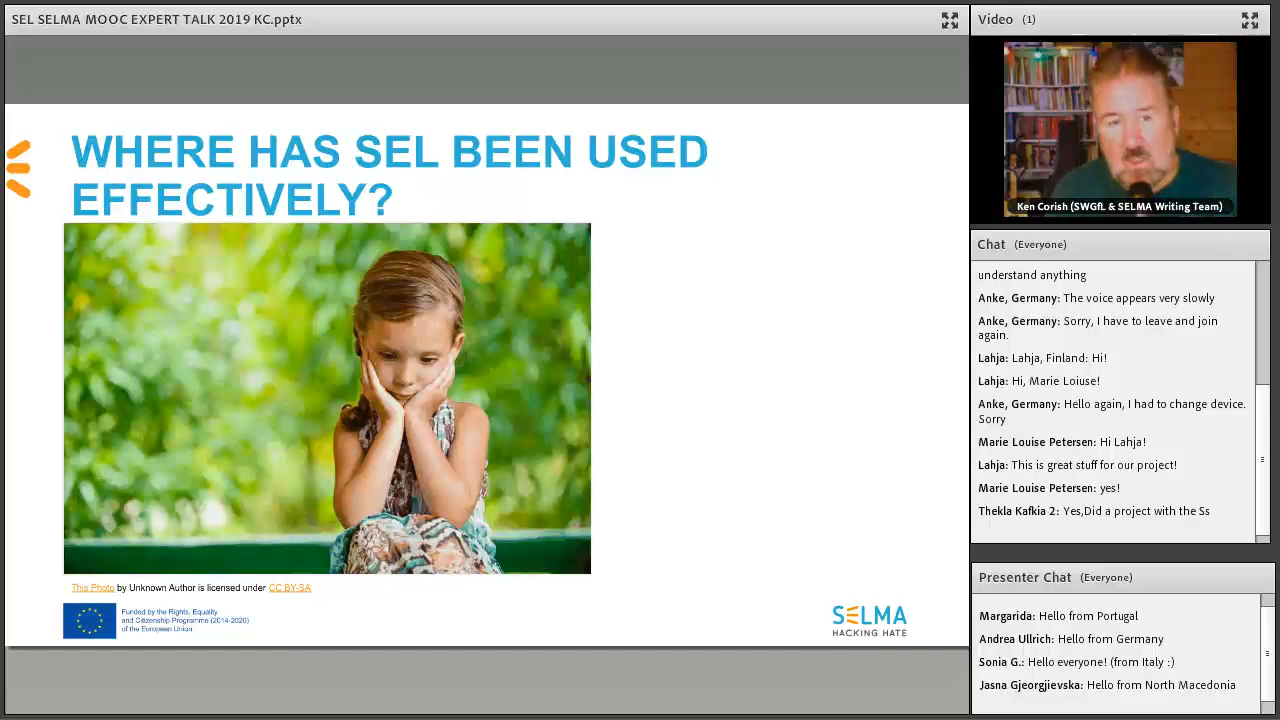 SEL SELMA MOOC EXPERT TALK 2019 KC.pptx
WHERE HAS SEL BEEN USED
EFFECTIVELY?
This Photo by Unknown Author is licensed under CC BY-SA
Funded by the Rights, Equality
and Citizenship Programme (2014-2020)
of the European Union
SELMA
HACKING HATE
Video (1)
Ken Corish (SWGfL & SELMA Writing Team)
Chat (Everyone)
understand anything
Anke, Germany: The voice appears very slowly
Anke, Germany: Sorry, I have to leave and join
again.
Lahja: Lahja, Finland: Hi!
Lahja: Hi, Marie Loiuse!
Anke, Germany: Hello again, I had to change device.
Sorry
Marie Louise Petersen: Hi Lahja!
Lahja: This is great stuff for our project!
Marie Louise Petersen: yes!
Thekla Kafkia 2: Yes,Did a project with the Ss
Presenter Chat (Everyone)
Margarida: Hello from Portugal
Andrea Ullrich: Hello from Germany
Sonia G.: Hello everyone! (from Italy :)
Jasna Gjeorgjievska: Hello from North Macedonia